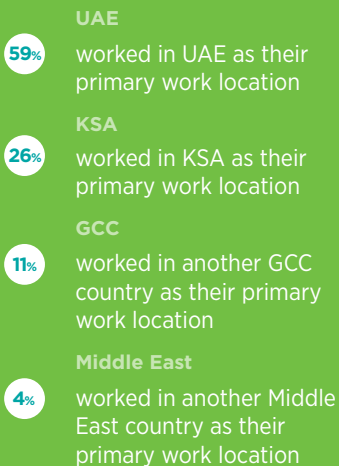 UAE
59%
worked in UAE as their
primary work location
KSA
26%
worked in KSA as their
primary work location
GCC
11%
worked in another GCC
country as their primary
work location
Middle East
4%
worked in another Middle
East country as their
primary work location